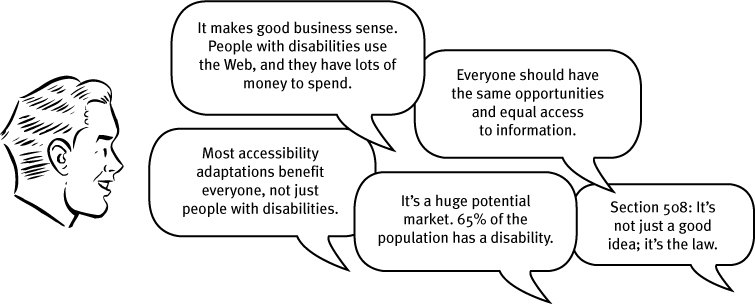 It makes good business sense.
People with disabilities use
the Web, and they have lots of
money to spend.
Everyone should have
the same opportunities
and equal access
to information.
Most accessibility
adaptations benefit
everyone, not just
people with disabilities.
It's a huge potential
market. 65% of the
population has a disability.
Section 508: It's
not just a good
idea; it's the law.